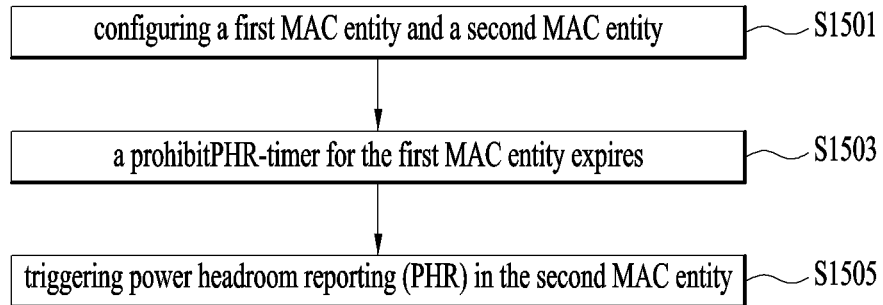 configuring a first MAC entity and a second MAC entity S1501
a prohibitPHR-timer for the first MAC entity expires S1503
triggering power headroom reporting (PHR) in the second MAC entity S1505